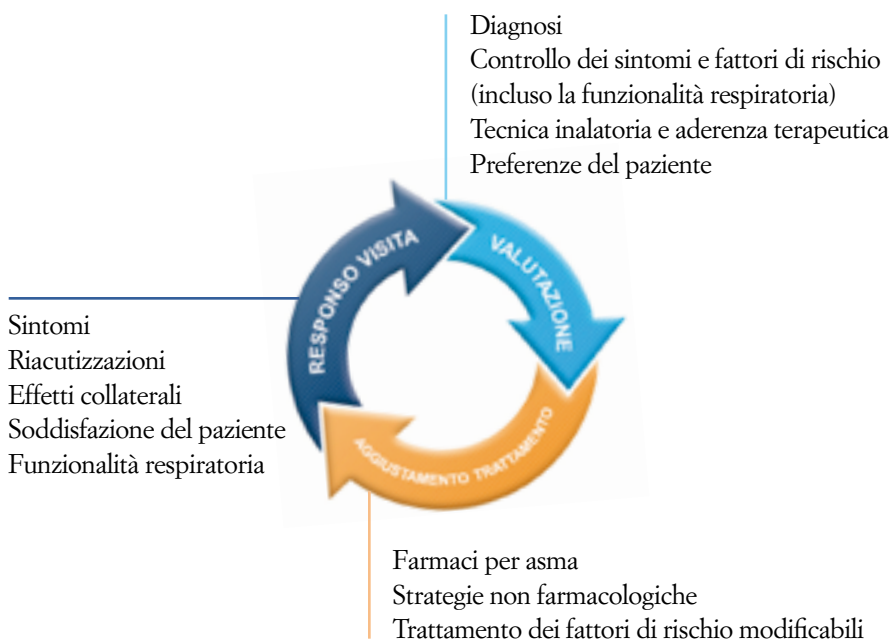 Diagnosi
Controllo dei sintomi e fattori di rischio
(incluso la funzionalità respiratoria)
Tecnica inalatoria e aderenza terapeutica
Preferenze del paziente
RESPONSO VISITA
VALUTAZIONE
AGGIUSTAMENTO TRATTAMENTO
Sintomi
Riacutizzazioni
Effetti collaterali
Soddisfazione del paziente
Funzionalità respiratoria
Farmaci per asma
Strategie non farmacologiche
Trattamento dei fattori di rischio modificabili